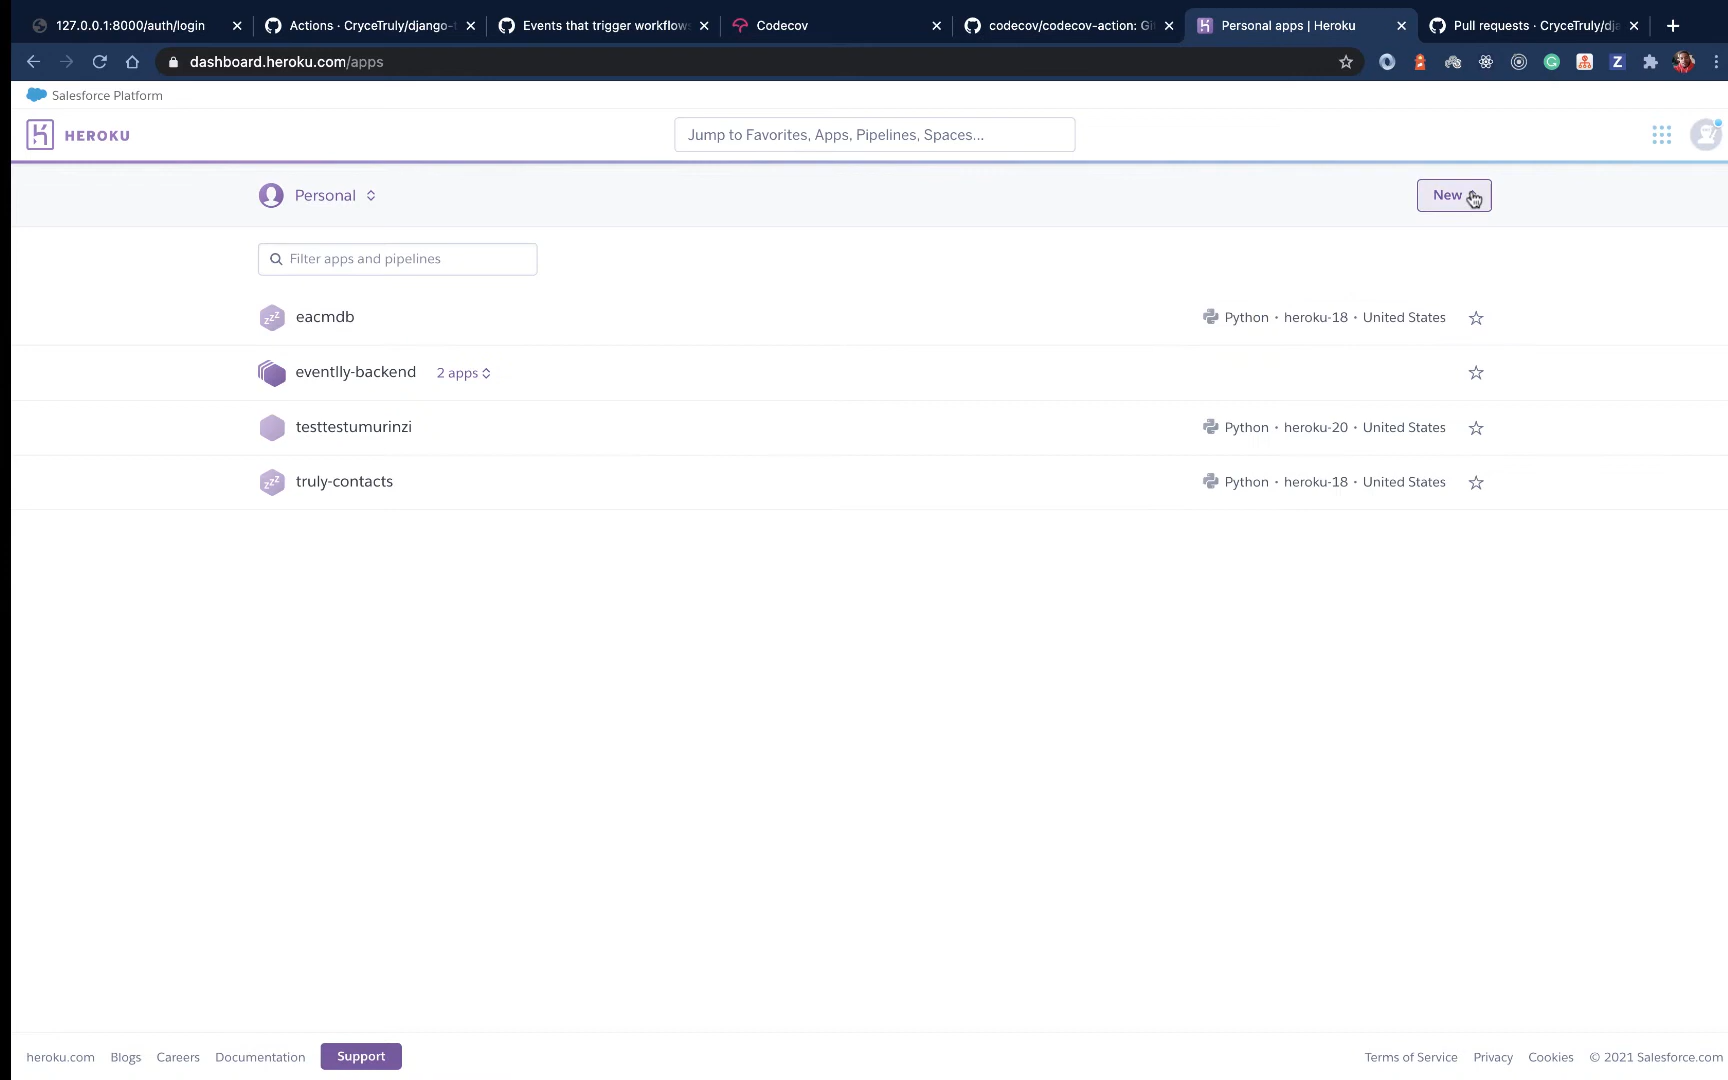 127.0.0.1:8000/auth/login
Actions · CryceTruly/django-
Events that trigger workflow
Codecov
codecov/codecov-action: Gi
Personal apps | Heroku
Pull requests · CryceTruly/dja
dashboard.heroku.com/apps
Z
Salesforce Platform
HEROKU
Jump to Favorites, Apps, Pipelines, Spaces...
Personal
New
Filter apps and pipelines
zzz eacmdb Python · heroku-18 · United States
eventlly-backend 2 apps
testtestumurinzi Python · heroku-20 · United States
zzz truly-contacts Python · heroku-18 · United States
heroku.com Blogs Careers Documentation Support Terms of Service Privacy Cookies © 2021 Salesforce.com